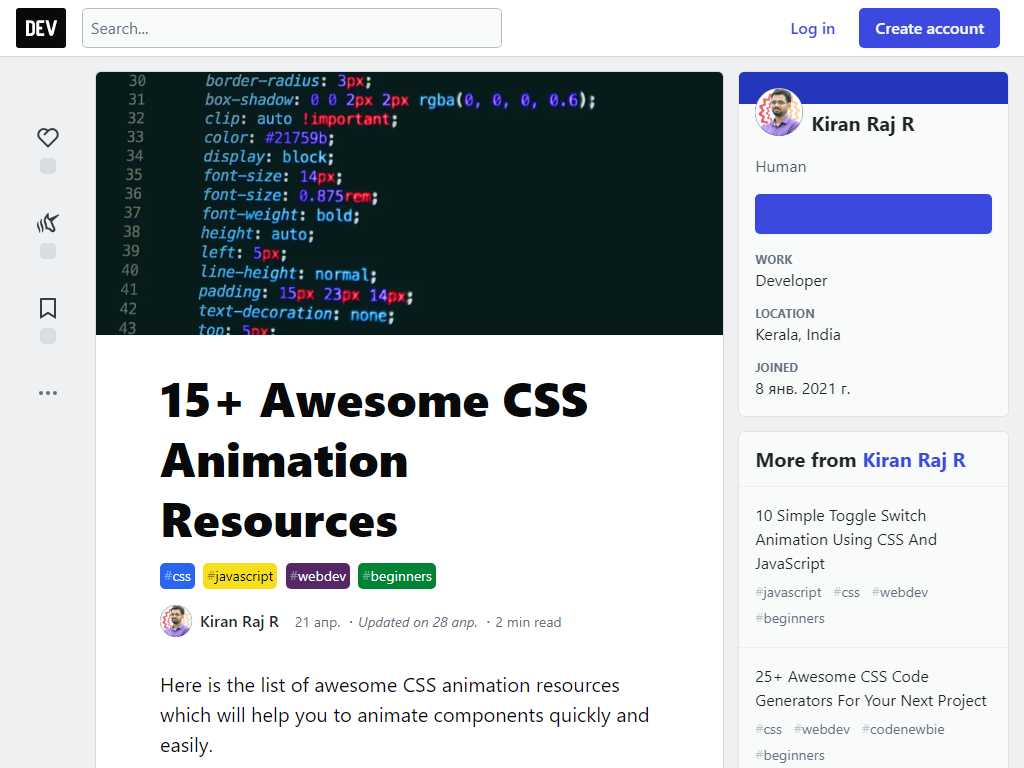 DEV
Search...
Log in
Create account
30 border-radius: 3px;
31 box-shadow: 0 0 2px 2px rgba(0, 0, 0, 0.6);
32 clip: auto !important;
33 color: #21759b;
34 display: block;
35 font-size: 14px;
36 font-size: 0.875rem;
37 font-weight: bold;
38 height: auto;
39 left: 5px;
40 line-height: normal;
41 padding: 15px 23px 14px;
42 text-decoration: none;
43 top: 5px;
15+ Awesome CSS
Animation
Resources
#css #javascript #webdev #beginners
Kiran Raj R 21 апр. · Updated on 28 апр. · 2 min read
Here is the list of awesome CSS animation resources
which will help you to animate components quickly and
easily.
Kiran Raj R
Human
WORK
Developer
LOCATION
Kerala, India
JOINED
8 янв. 2021 г.
More from Kiran Raj R
10 Simple Toggle Switch
Animation Using CSS And
JavaScript
#javascript #css #webdev
#beginners
25+ Awesome CSS Code
Generators For Your Next Project
#css #webdev #codenewbie
#beginners